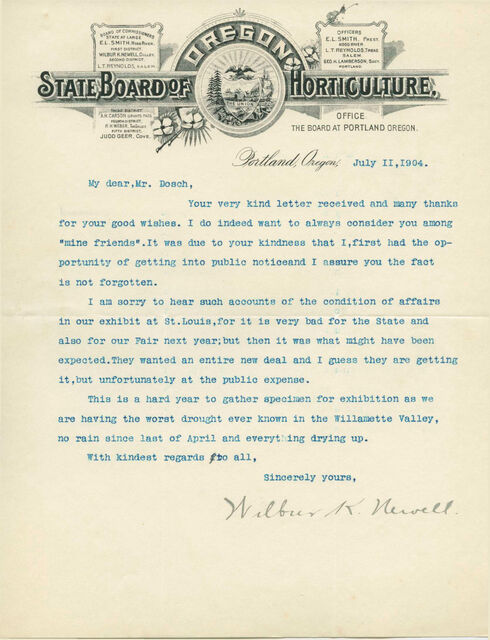 BOARD OF COMMISSIONERS
STATE AT LARGE
E.L. SMITH, HOOD RIVER.
FIRST DISTRICT,
WILBUR K. NEWELL, DILLEY.
SECOND DISTRICT,
L.T. REYNOLDS, SALEM.
OFFICERS
E.L. SMITH, PREST.
HOOD RIVER
L.T. REYNOLDS, TREAS.
SALEM.
GEO. H. LAMBERSON, SECY.
PORTLAND.
OREGON
STATE BOARD OF HORTICULTURE,
THE UNION
THIRD DISTRICT,
A.H. CARSON, GRANTS PASS
FOURTH DISTRICT,
R.H. WEBER, THE DALLES
FIFTH DISTRICT,
JUDD GEER, COVE.
OFFICE
THE BOARD AT PORTLAND OREGON.
Portland, Oregon, July II,1904.
My dear,Mr. Dosch,
Your very kind letter received and many thanks
for your good wishes. I do indeed want to always consider you among
"mine friends".It was due to your kindness that I,first had the op-
portunity of getting into public noticeand I assure you the fact
is not forgotten.
I am sorry to hear such accounts of the condition of affairs
in our exhibit at St.Louis,for it is very bad for the State and
also for our Fair next year;but then it was what might have been
expected.They wanted an entire new deal and I guess they are getting
it,but unfortunately at the public expense.
This is a hard year to gather specimen for exhibition as we
are having the worst drought ever known in the Willamette Valley,
no rain since last of April and everything drying up.
With kindest regards to all,
Sincerely yours,
Wilbur K. Newell.